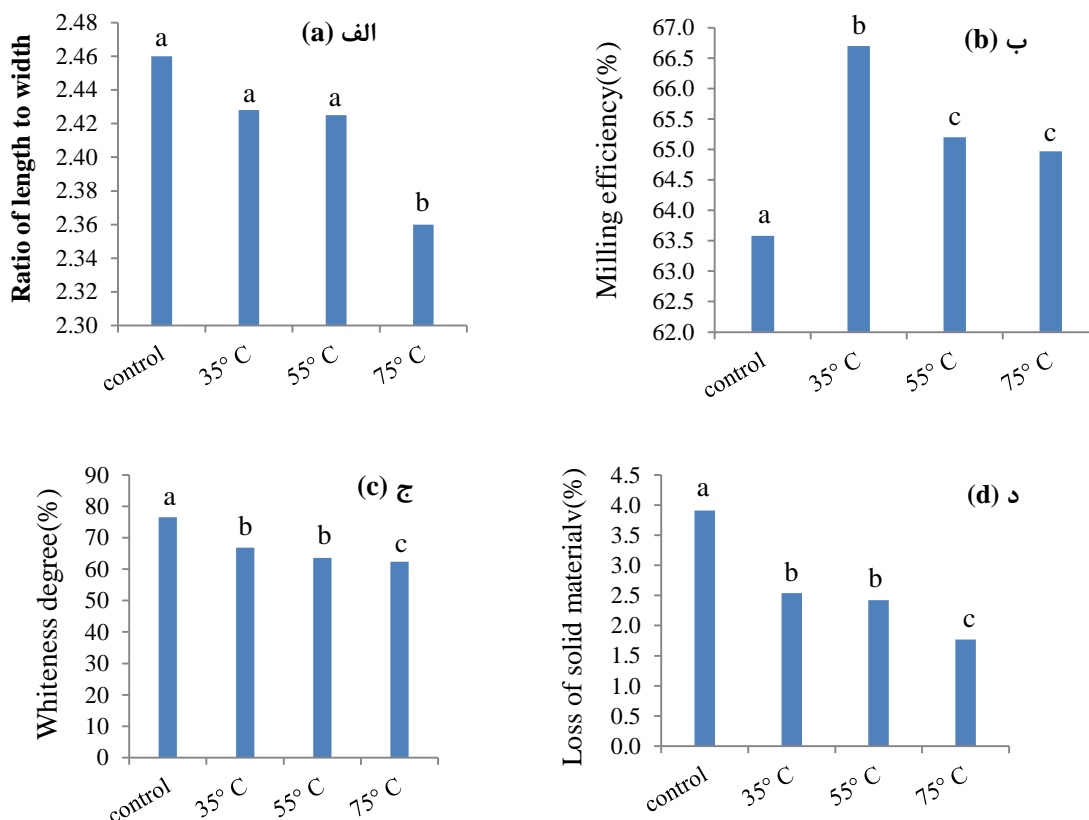 الف (a)
Ratio of length to width
2.48
2.46
2.44
2.42
2.40
2.38
2.36
2.34
2.32
2.30
a
a
a
b
control
35° C
55° C
75° C
ب (b)
Milling efficiency(%)
67.0
66.5
66.0
65.5
65.0
64.5
64.0
63.5
63.0
62.5
62.0
a
b
c
c
control
35° C
55° C
75° C
ج (c)
Whiteness degree(%)
90
80
70
60
50
40
30
20
10
0
a
b
b
c
control
35° C
55° C
75° C
د (d)
Loss of solid materialv(%)
4.5
4.0
3.5
3.0
2.5
2.0
1.5
1.0
0.5
0.0
a
b
b
c
control
35° C
55° C
75° C